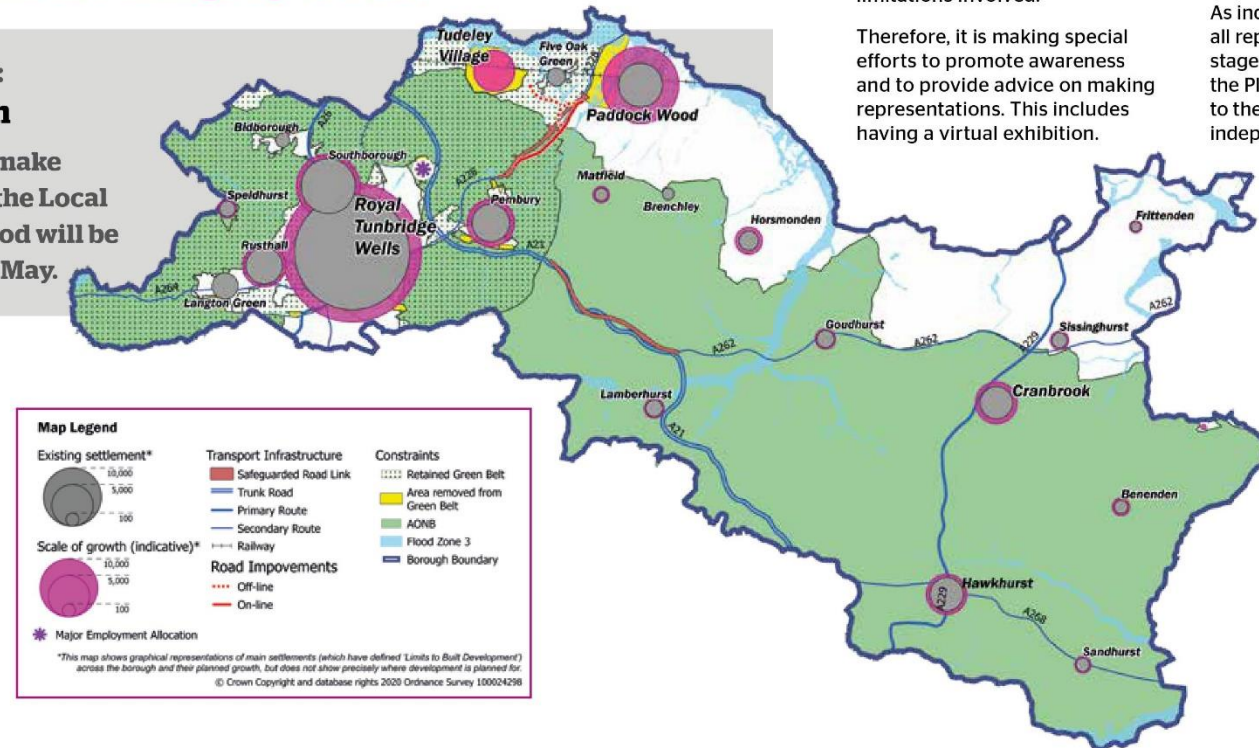 :
n
make
the Local
od will be
May.
limitations involved.
Therefore, it is making special
efforts to promote awareness
and to provide advice on making
representations. This includes
having a virtual exhibition.
As inc
all rep
stage
the Pl
to the
indep
Tudeley
Village
Five Oak
Green
A228
Paddock Wood
Bidborough
A26
Southborough
Speldhurst
Royal
Tunbridge
Wells
A228
Pembury
Matfield
Brenchley
Horsmonden
Frittenden
Rusthall
A21
A264
Langton Green
A262
Goudhurst
A262
A229
Sissinghurst
A262
Lamberhurst
A21
Cranbrook
Benenden
Hawkhurst
A229
A268
Sandhurst
Map Legend
Existing settlement*
10,000
5,000
100
Scale of growth (indicative)*
10,000
5,000
100
Major Employment Allocation
Transport Infrastructure
Safeguarded Road Link
Trunk Road
Primary Route
Secondary Route
Railway
Road Impovements
Off-line
On-line
Constraints
Retained Green Belt
Area removed from
Green Belt
AONB
Flood Zone 3
Borough Boundary
*This map shows graphical representations of main settlements (which have defined 'Limits to Built Development')
across the borough and their planned growth, but does not show precisely where development is planned for.
© Crown Copyright and database rights 2020 Ordnance Survey 100024298